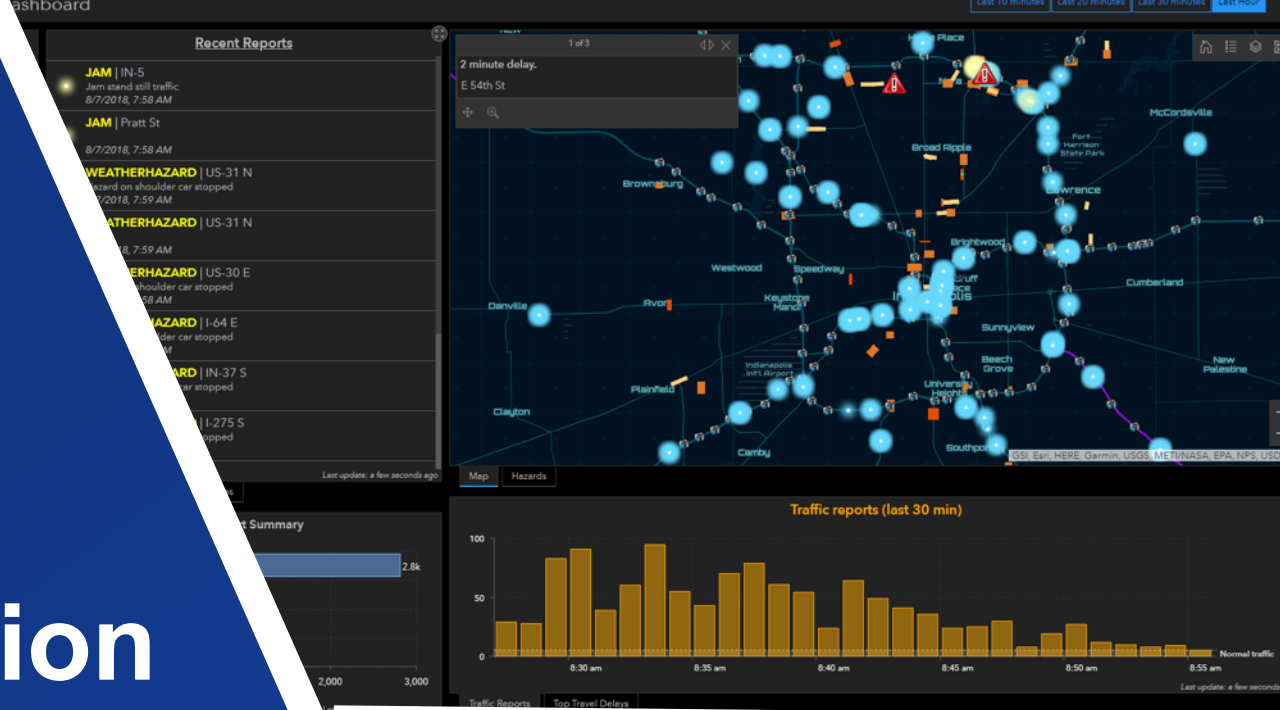 ashboard
Last 10 minutes
Last 20 minutes
Last 30 minutes
Last Hour
Recent Reports
JAM | IN-5
Jam stand still traffic
8/7/2018, 7:58 AM
JAM | Pratt St
8/7/2018, 7:58 AM
WEATHERHAZARD | US-31 N
azard on shoulder car stopped
/2018, 7:59 AM
ATHERHAZARD | US-31 N
18, 7:59 AM
ERHAZARD | US-30 E
shoulder car stopped
58 AM
AZARD | I-64 E
lder car stopped
M
ARD | IN-37 S
car stopped
I-275 S
opped
Last update: a few seconds ago
1 of 3
2 minute delay.
E 54th St
Place
Nora
McCordsville
Fort
Harrison
State Park
Broad Ripple
Brownsburg
Lawrence
Brightwood
Westwood
Speedway
Cumberland
Danville
Avon
Keystone
Manor
Sunnyview
Indianapolis
Int'l Airport
Beech
Grove
New
Palestine
Plainfield
University
Heights
Clayton
Camby
Southport
GSI, Esri, HERE, Garmin, USGS, METI/NASA, EPA, NPS, USD
Map
Hazards
t Summary
2.8k
2,000
3,000
Traffic reports (last 30 min)
100
50
0
Normal traffic
8:30 am
8:35 am
8:40 am
8:45 am
8:50 am
8:55 am
Last update: a few seconds
Traffic Reports
Top Travel Delays
ion